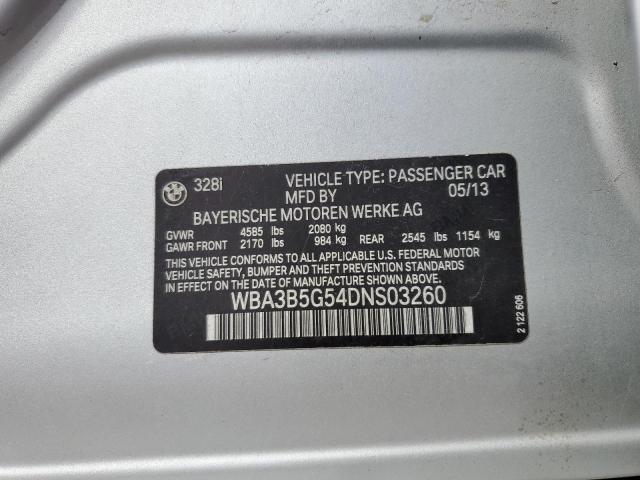 328i VEHICLE TYPE: PASSENGER CAR
MFD BY 05/13
BAYERISCHE MOTOREN WERKE AG
GVWR 4585 lbs 2080 kg
GAWR FRONT 2170 lbs 984 kg REAR 2545 lbs 1154 kg
THIS VEHICLE CONFORMS TO ALL APPLICABLE U.S. FEDERAL MOTOR
VEHICLE SAFETY, BUMPER AND THEFT PREVENTION STANDARDS IN
EFFECT ON THE DATE OF MANUFACTURE SHOWN ABOVE.
WBA3B5G54DNS03260
2 122 606